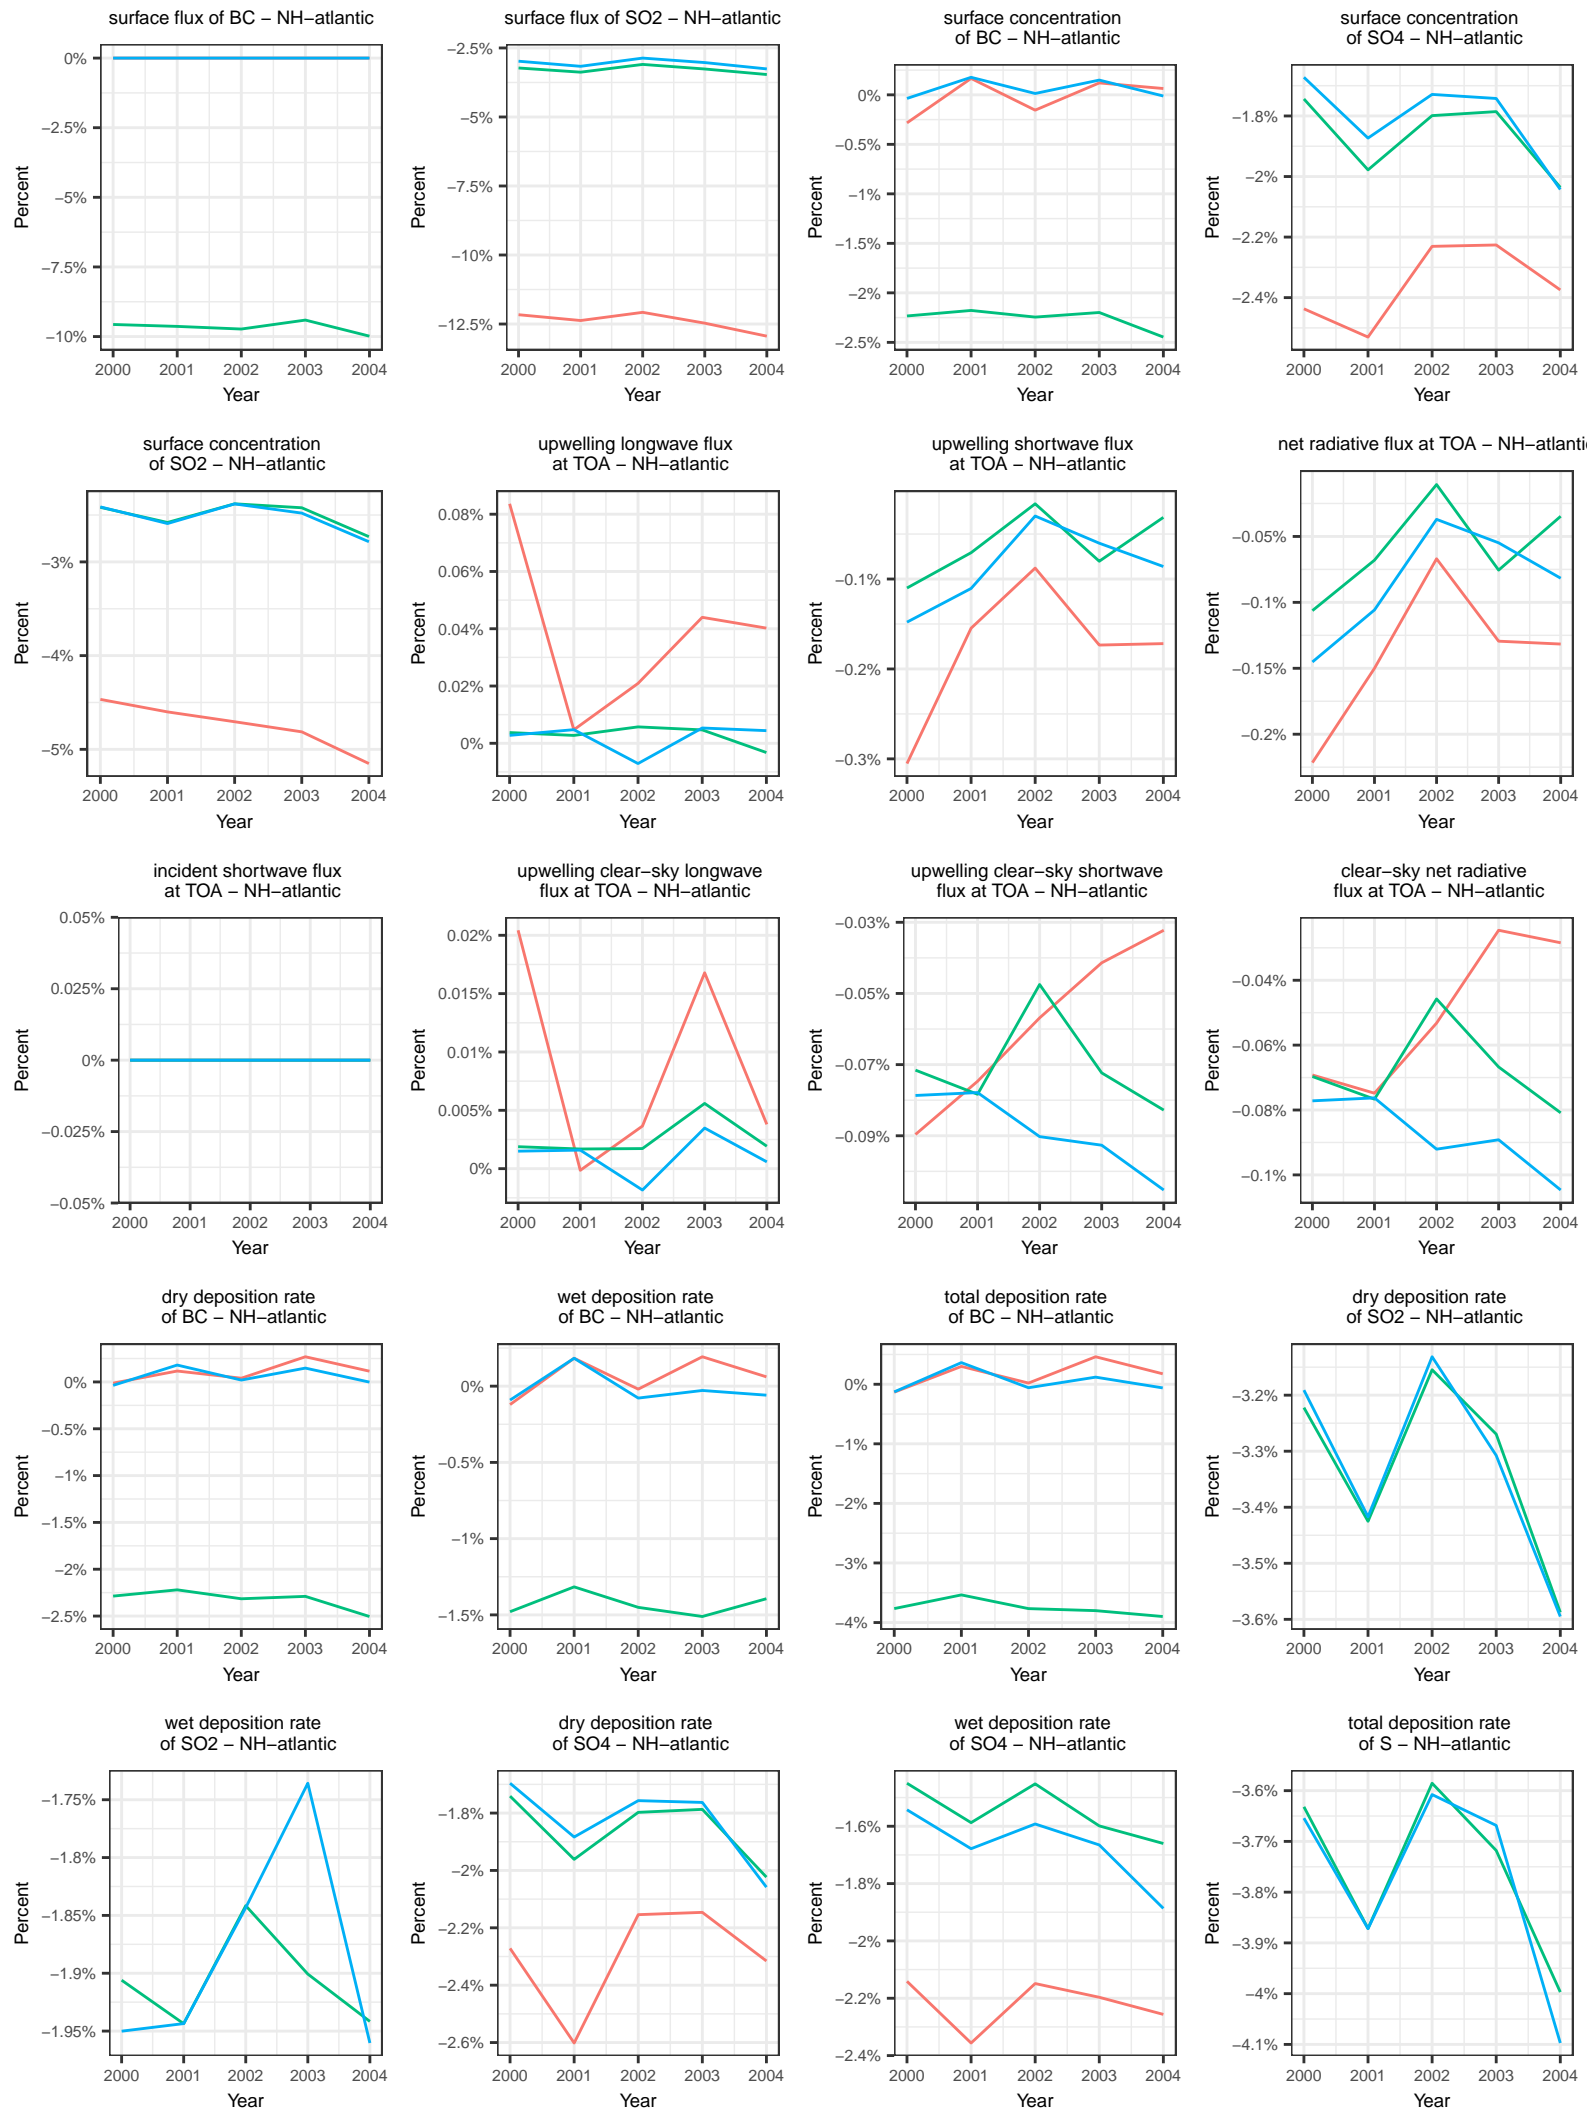 surface flux of BC − NH−atlantic
0%
−2.5%
−5%
−7.5%
−10%
Percent
2000 2001 2002 2003 2004
Year
surface flux of SO2 − NH−atlantic
−2.5%
−5%
−7.5%
−10%
−12.5%
Percent
2000 2001 2002 2003 2004
Year
surface concentration
of BC − NH−atlantic
0%
−0.5%
−1%
−1.5%
−2%
−2.5%
Percent
2000 2001 2002 2003 2004
Year
surface concentration
of SO4 − NH−atlantic
−1.8%
−2%
−2.2%
−2.4%
Percent
2000 2001 2002 2003 2004
Year
surface concentration
of SO2 − NH−atlantic
−3%
−4%
−5%
Percent
2000 2001 2002 2003 2004
Year
upwelling longwave flux
at TOA − NH−atlantic
0.08%
0.06%
0.04%
0.02%
0%
Percent
2000 2001 2002 2003 2004
Year
upwelling shortwave flux
at TOA − NH−atlantic
−0.1%
−0.2%
−0.3%
Percent
2000 2001 2002 2003 2004
Year
net radiative flux at TOA − NH−atlanti
−0.05%
−0.1%
−0.15%
−0.2%
Percent
2000 2001 2002 2003 2004
Year
incident shortwave flux
at TOA − NH−atlantic
0.05%
0.025%
0%
−0.025%
−0.05%
Percent
2000 2001 2002 2003 2004
Year
upwelling clear−sky longwave
flux at TOA − NH−atlantic
0.02%
0.015%
0.01%
0.005%
0%
Percent
2000 2001 2002 2003 2004
Year
upwelling clear−sky shortwave
flux at TOA − NH−atlantic
−0.03%
−0.05%
−0.07%
−0.09%
Percent
2000 2001 2002 2003 2004
Year
clear−sky net radiative
flux at TOA − NH−atlantic
−0.04%
−0.06%
−0.08%
−0.1%
Percent
2000 2001 2002 2003 2004
Year
dry deposition rate
of BC − NH−atlantic
0%
−0.5%
−1%
−1.5%
−2%
−2.5%
Percent
2000 2001 2002 2003 2004
Year
wet deposition rate
of BC − NH−atlantic
0%
−0.5%
−1%
−1.5%
Percent
2000 2001 2002 2003 2004
Year
total deposition rate
of BC − NH−atlantic
0%
−1%
−2%
−3%
−4%
Percent
2000 2001 2002 2003 2004
Year
dry deposition rate
of SO2 − NH−atlantic
−3.2%
−3.3%
−3.4%
−3.5%
−3.6%
Percent
2000 2001 2002 2003 2004
Year
wet deposition rate
of SO2 − NH−atlantic
−1.75%
−1.8%
−1.85%
−1.9%
−1.95%
Percent
2000 2001 2002 2003 2004
Year
dry deposition rate
of SO4 − NH−atlantic
−1.8%
−2%
−2.2%
−2.4%
−2.6%
Percent
2000 2001 2002 2003 2004
Year
wet deposition rate
of SO4 − NH−atlantic
−1.6%
−1.8%
−2%
−2.2%
−2.4%
Percent
2000 2001 2002 2003 2004
Year
total deposition rate
of S − NH−atlantic
−3.6%
−3.7%
−3.8%
−3.9%
−4%
−4.1%
Percent
2000 2001 2002 2003 2004
Year